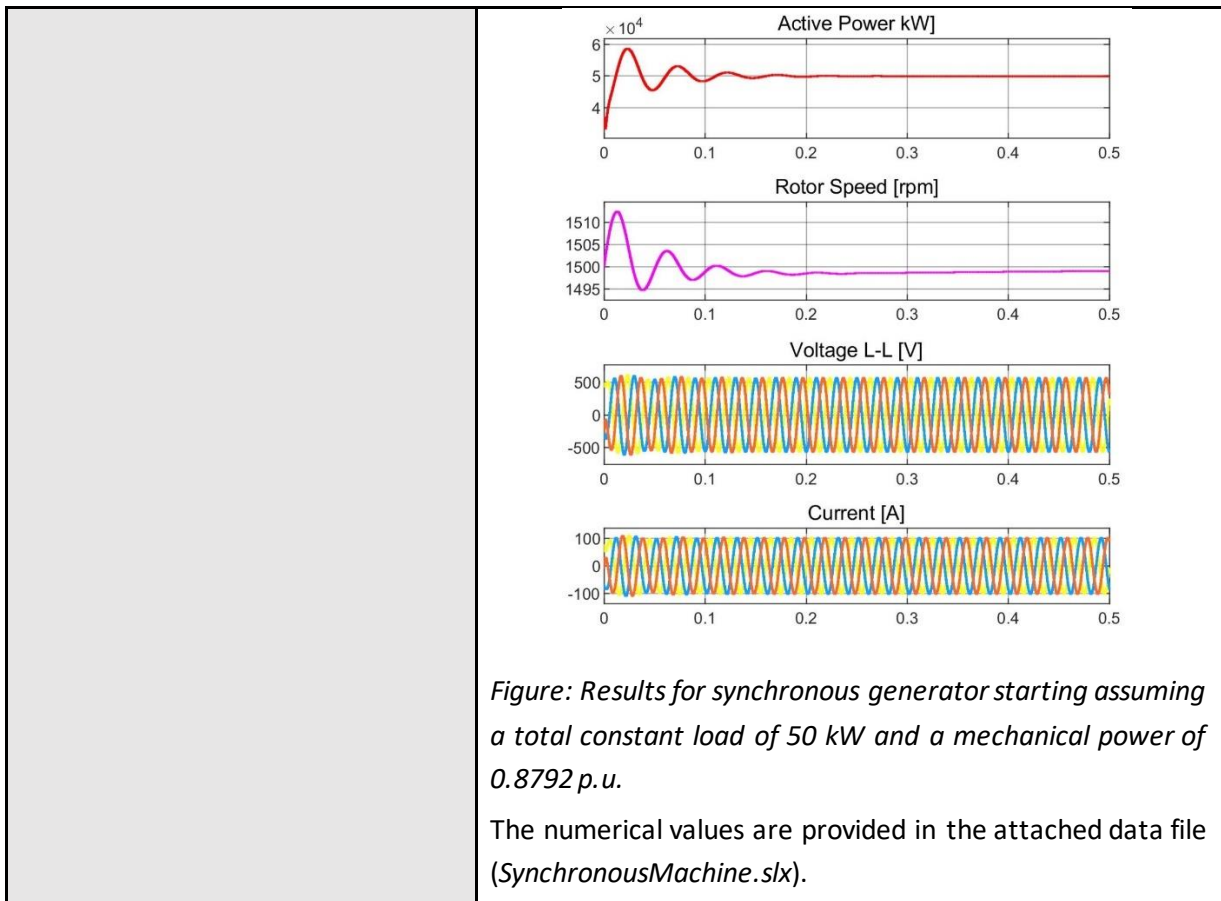 Active Power kW]
×10⁴
6
5
4
0 0.1 0.2 0.3 0.4 0.5
Rotor Speed [rpm]
1510
1505
1500
1495
0 0.1 0.2 0.3 0.4 0.5
Voltage L-L [V]
500
0
-500
0 0.1 0.2 0.3 0.4 0.5
Current [A]
100
0
-100
0 0.1 0.2 0.3 0.4 0.5
Figure: Results for synchronous generator starting assuming
a total constant load of 50 kW and a mechanical power of
0.8792 p.u.
The numerical values are provided in the attached data file
(SynchronousMachine.slx).